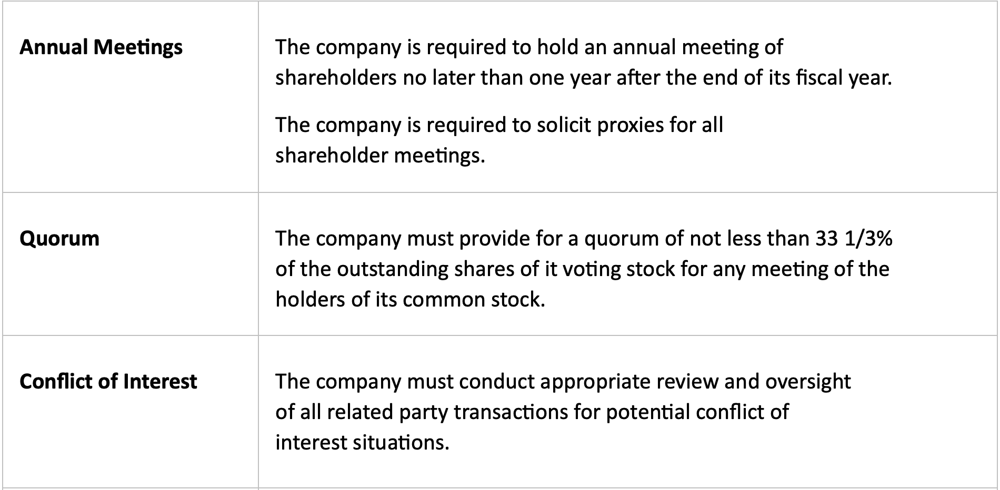 Annual Meetings
The company is required to hold an annual meeting of
shareholders no later than one year after the end of its fiscal year.
The company is required to solicit proxies for all
shareholder meetings.
Quorum
The company must provide for a quorum of not less than 33 1/3%
of the outstanding shares of it voting stock for any meeting of the
holders of its common stock.
Conflict of Interest
The company must conduct appropriate review and oversight
of all related party transactions for potential conflict of
interest situations.